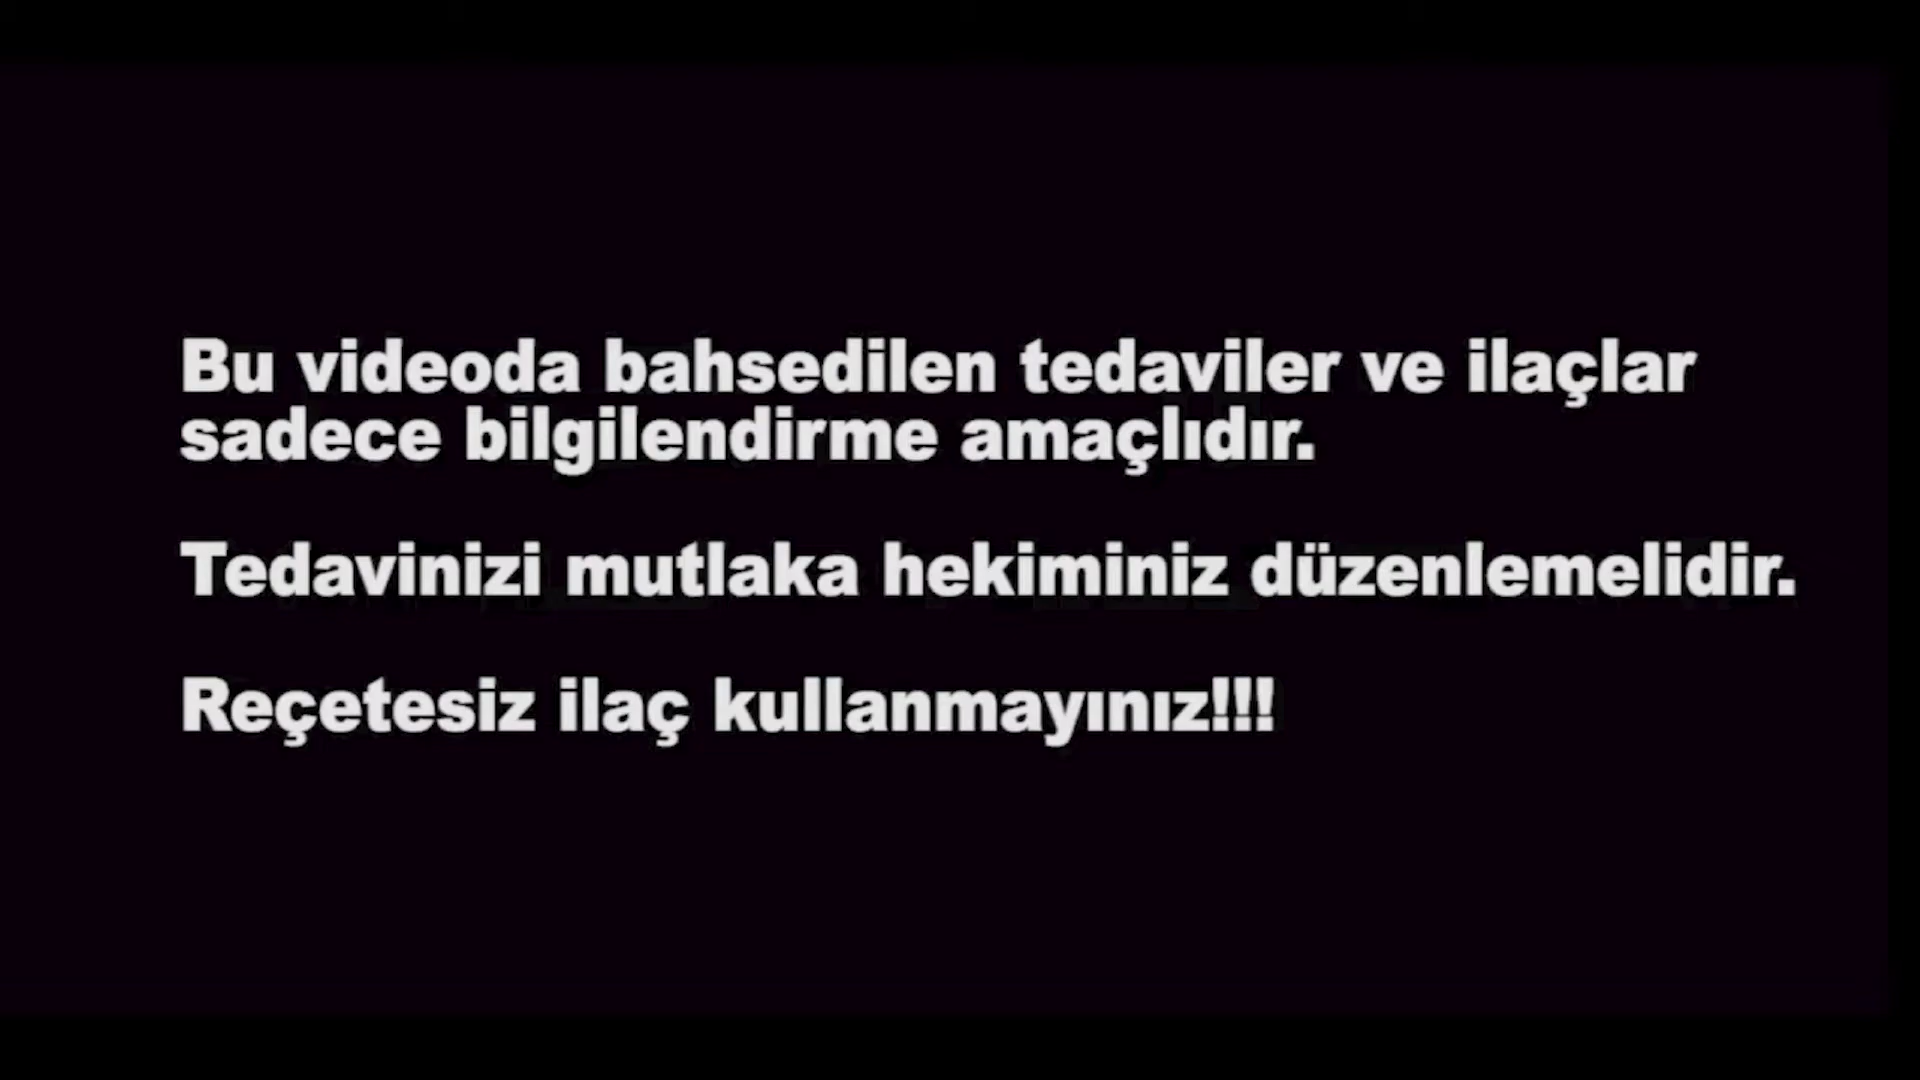 Bu videoda bahsedilen tedaviler ve ilaçlar
sadece bilgilendirme amaçlıdır.
Tedavinizi mutlaka hekiminiz düzenlemelidir.
Reçetesiz ilaç kullanmayınız!!!